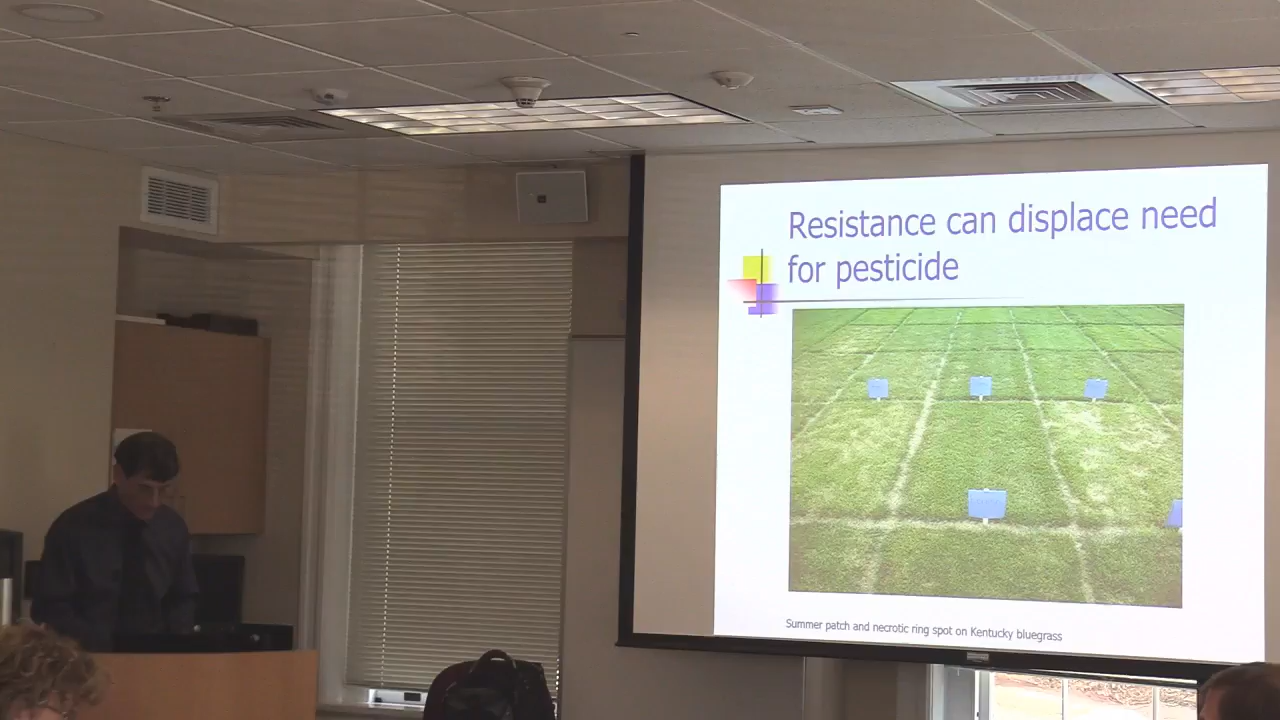 Resistance can displace need
for pesticide
Summer patch and necrotic ring spot on Kentucky bluegrass